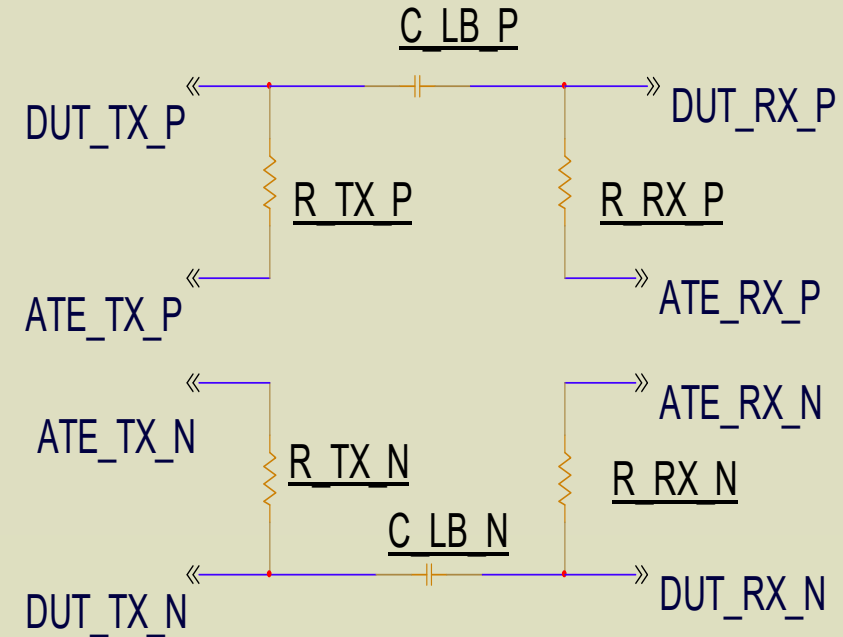 C_LB_P
DUT_TX_P
DUT_RX_P
R_TX_P
R_RX_P
ATE_TX_P
ATE_RX_P
ATE_TX_N
ATE_RX_N
R_TX_N
R_RX_N
C_LB_N
DUT_TX_N
DUT_RX_N